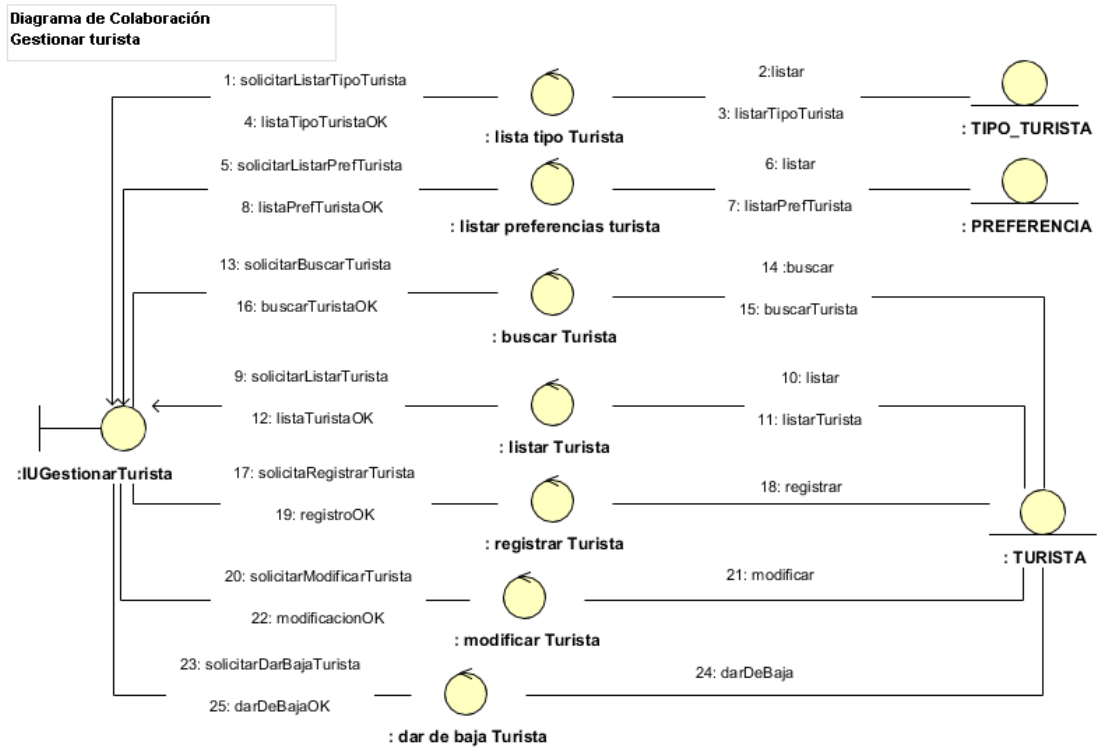 Diagrama de Colaboración
Gestionar turista
1: solicitarListarTipoTurista
2:listar
4: listaTipoTuristaOK
3: listarTipoTurista
: lista tipo Turista
: TIPO_TURISTA
5: solicitarListarPrefTurista
6: listar
8: listaPrefTuristaOK
7: listarPrefTurista
: listar preferencias turista
: PREFERENCIA
13: solicitarBuscarTurista
14 :buscar
16: buscarTuristaOK
15: buscarTurista
: buscar Turista
9: solicitarListarTurista
10: listar
12: listaTuristaOK
11: listarTurista
: listar Turista
:IUGestionarTurista
17: solicitaRegistrarTurista
18: registrar
19: registroOK
: registrar Turista
: TURISTA
20: solicitarModificarTurista
21: modificar
22: modificacionOK
: modificar Turista
23: solicitarDarBajaTurista
24: darDeBaja
25: darDeBajaOK
: dar de baja Turista